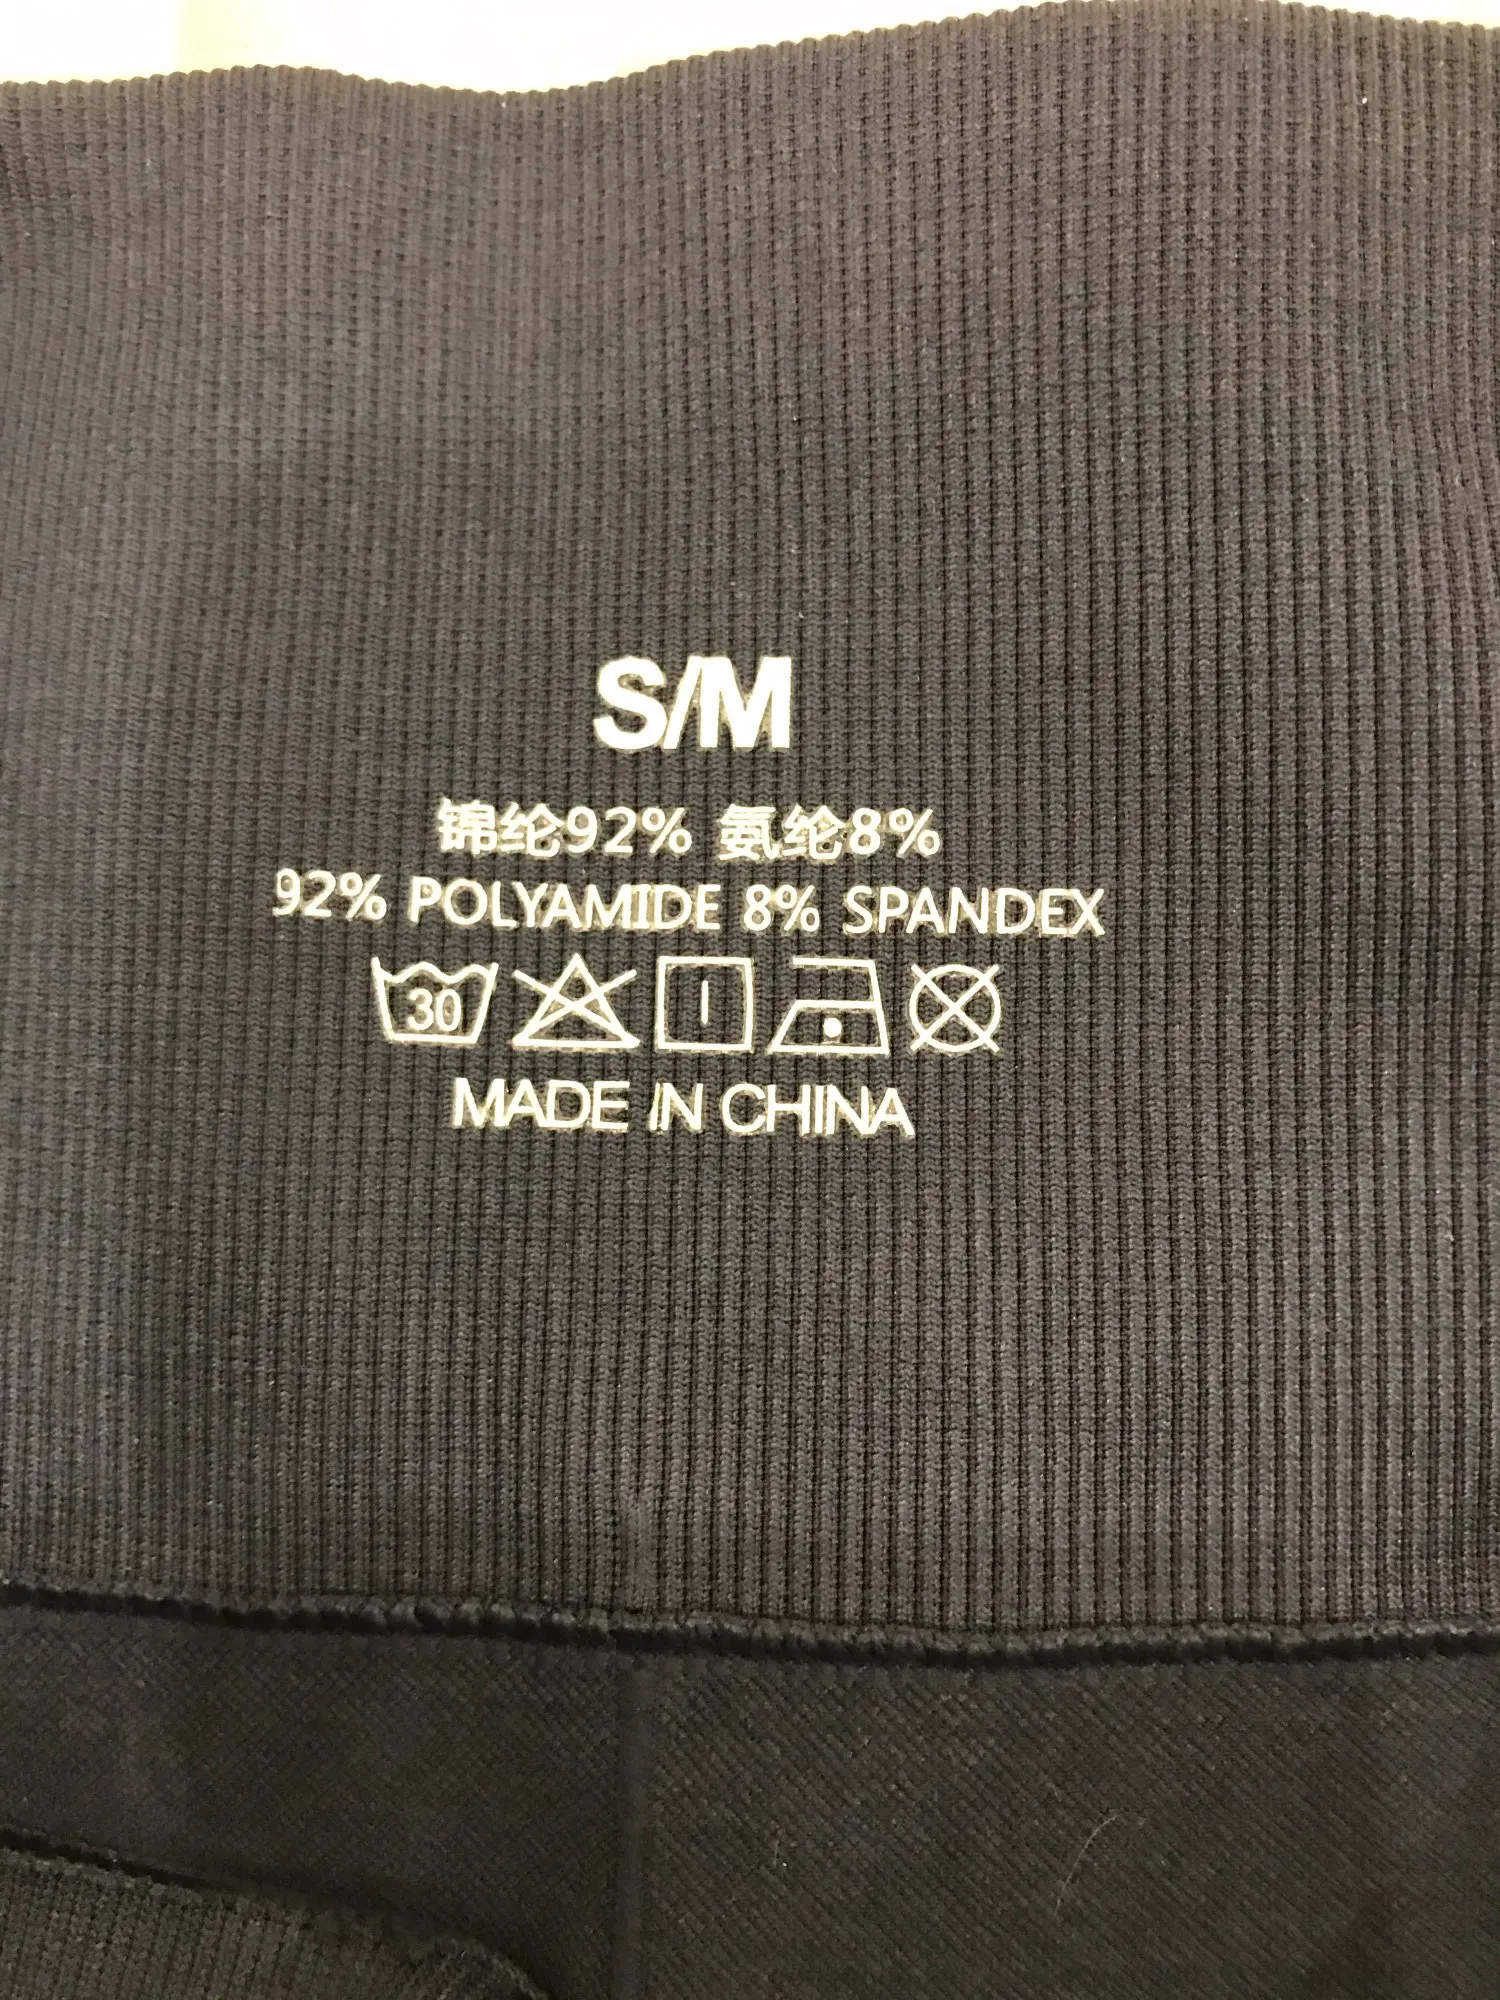 S/M
锦纶92% 氨纶8%
92% POLYAMIDE 8% SPANDEX
30
MADE IN CHINA